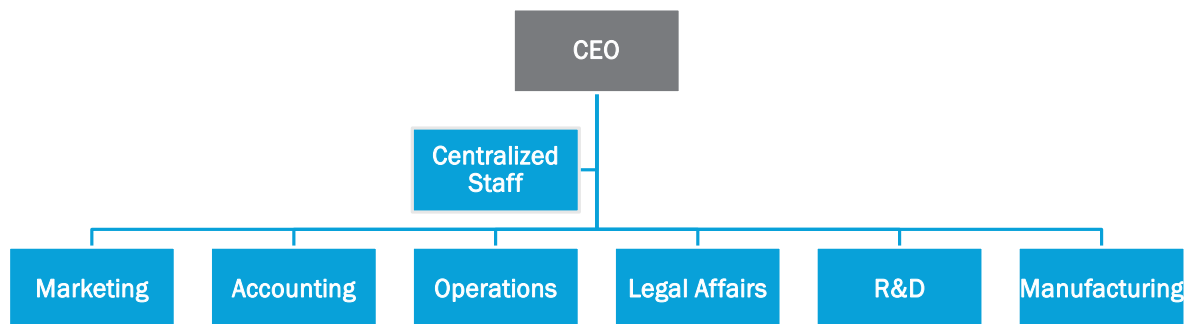 CEO
Centralized
Staff
Marketing
Accounting
Operations
Legal Affairs
R&D
Manufacturing